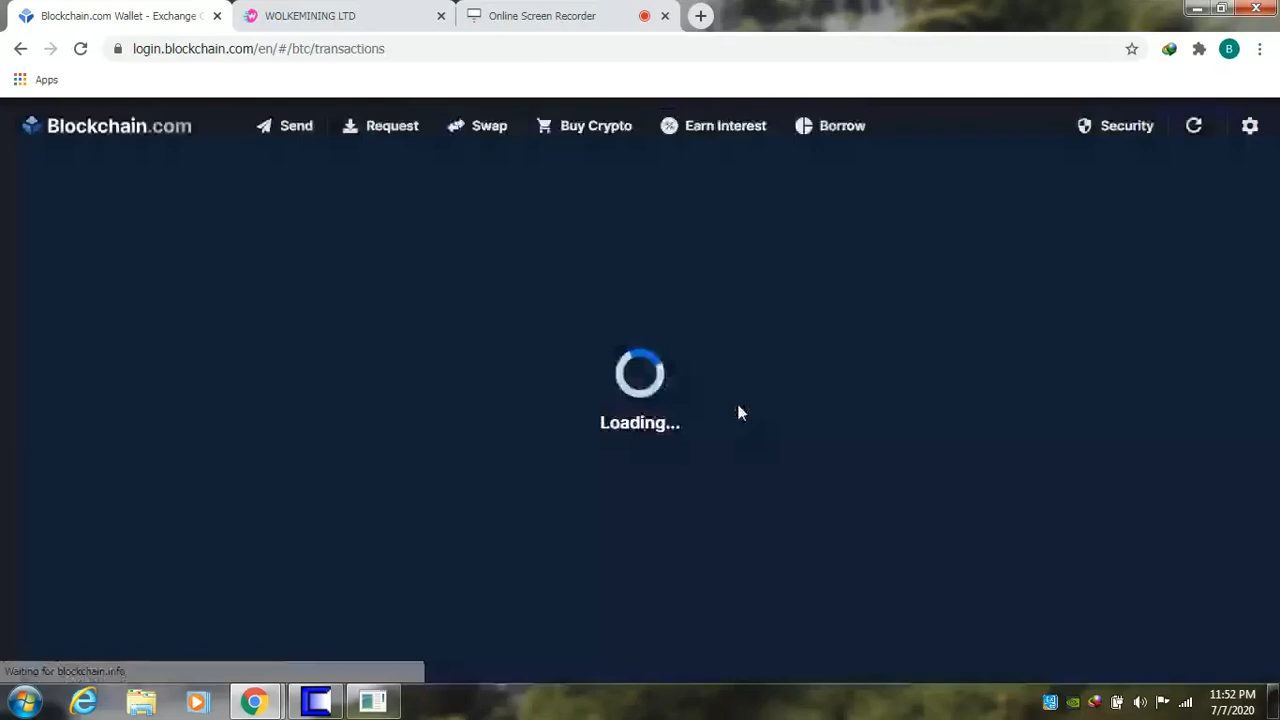 Blockchain.com Wallet - Exchange C
WOLKEMINING LTD
Online Screen Recorder
login.blockchain.com/en/#/btc/transactions
B
Apps
Blockchain.com
Send
Request
Swap
Buy Crypto
Earn Interest
Borrow
Security
Loading...
Waiting for blockchain.info
11:52 PM
7/7/2020